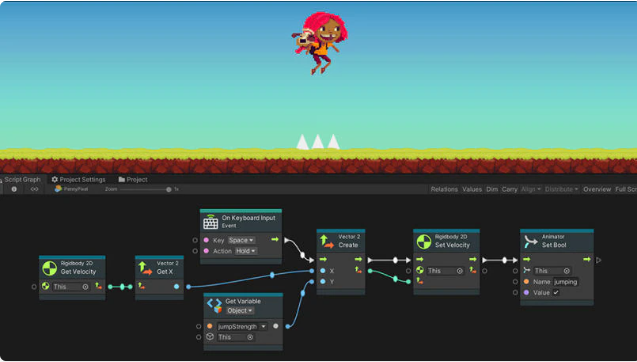 Script Graph Project Settings Project
PennyPixel Zoom 1x Relations Values Dim Carry Align Distribute Overview Full Scr
On Keyboard Input
Event
Key Space
Action Hold
Rigidbody 2D
Get Velocity
This
Vector 2
Get X
Vector 2
Create
X
Y
Rigidbody 2D
Set Velocity
This
Animator
Set Bool
This
Name jumping
Value
Get Variable
Object
jumpStrength
This